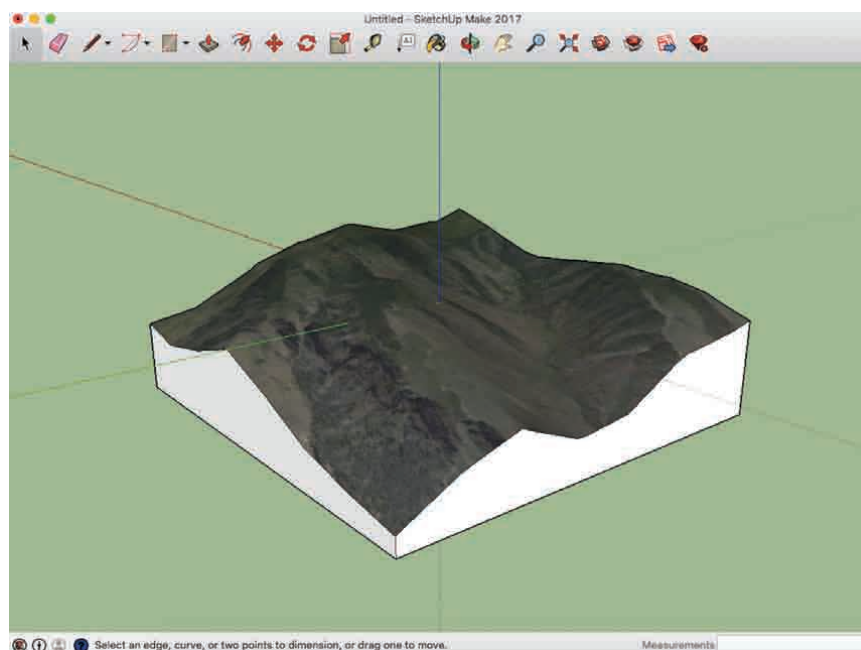 Untitled - SketchUp Make 2017
A1
Select an edge, curve, or two points to dimension, or drag one to move.
Measurements